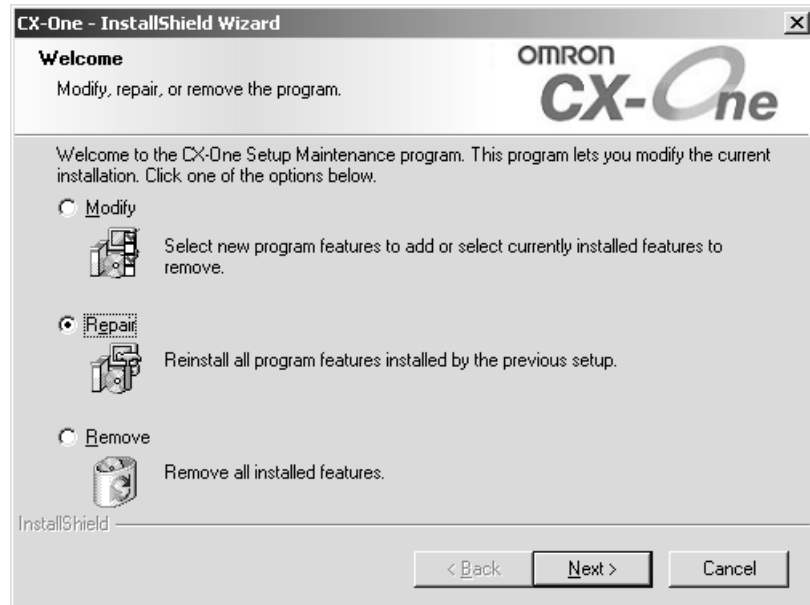 CX-One - InstallShield Wizard
Welcome
Modify, repair, or remove the program.
OMRON
CX-One
Welcome to the CX-One Setup Maintenance program. This program lets you modify the current
installation. Click one of the options below.
Modify
Select new program features to add or select currently installed features to
remove.
Repair
Reinstall all program features installed by the previous setup.
Remove
Remove all installed features.
InstallShield
< Back
Next >
Cancel